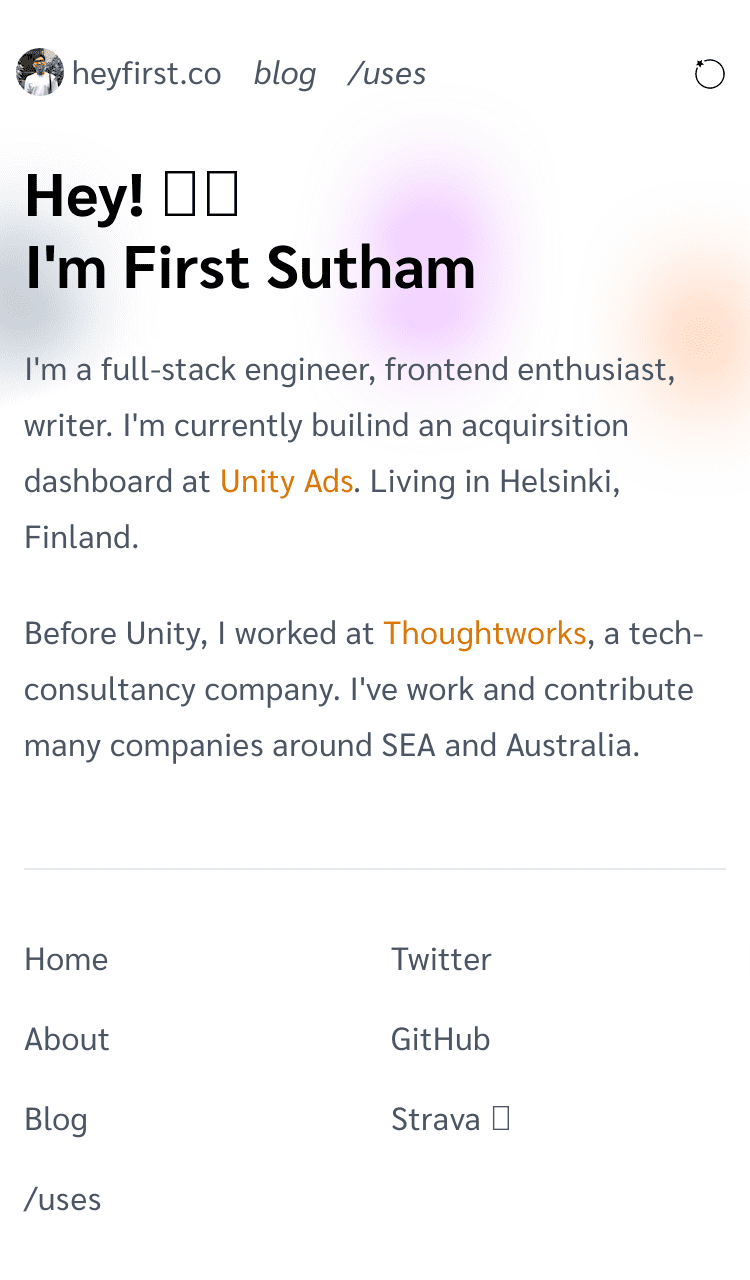 heyfirst.co blog /uses
Hey!
I'm First Sutham
I'm a full-stack engineer, frontend enthusiast,
writer. I'm currently builind an acquirsition
dashboard at Unity Ads. Living in Helsinki,
Finland.
Before Unity, I worked at Thoughtworks, a tech-
consultancy company. I've work and contribute
many companies around SEA and Australia.
Home
About
Blog
/uses
Twitter
GitHub
Strava